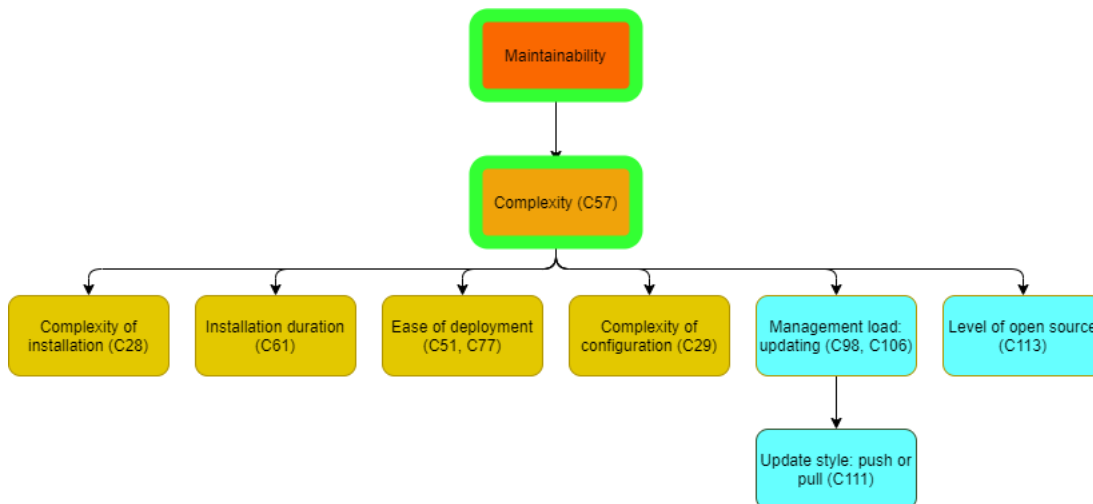 Maintainability
Complexity (C57)
Complexity of
installation (C28)
Installation duration
(C61)
Ease of deployment
(C51, C77)
Complexity of
configuration (C29)
Management load:
updating (C98, C106)
Level of open source
(C113)
Update style: push or
pull (C111)